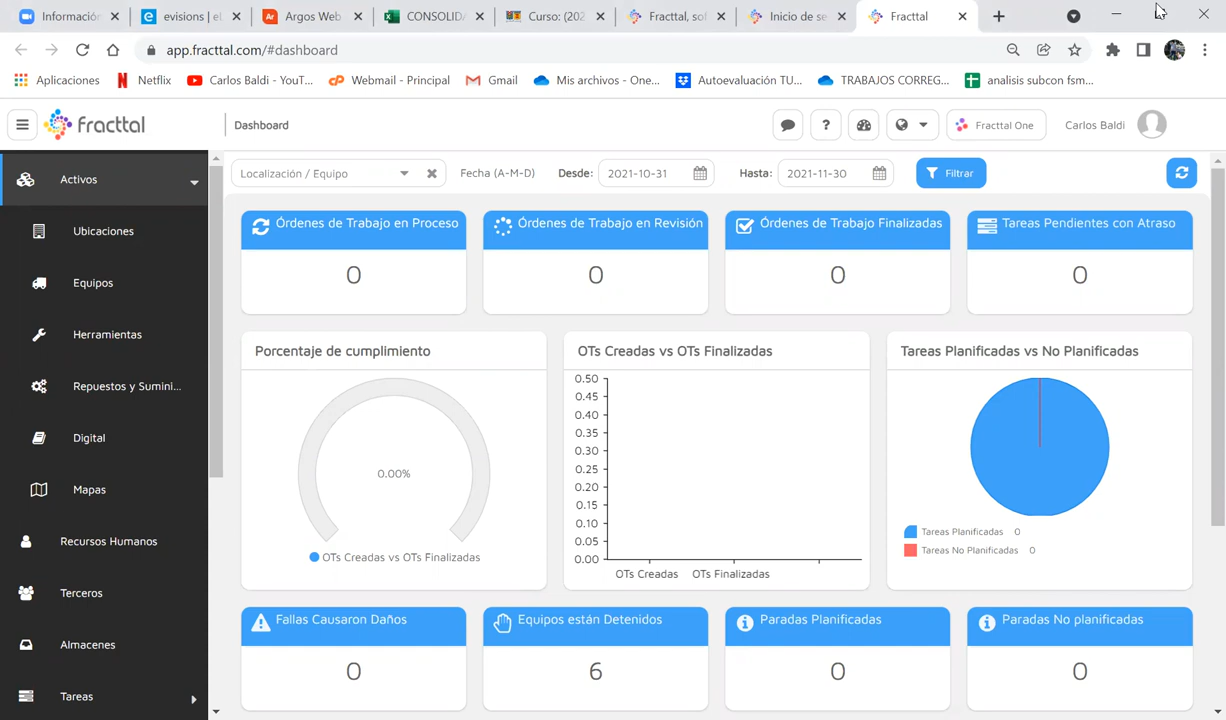 Informació
evisions | el
Argos Web
CONSOLIDA
Curso: (202
Fracttal, sol
Inicio de se
Fracttal
app.fracttal.com/#dashboard
Aplicaciones
Netflix
Carlos Baldi - YouT...
Webmail - Principal
Gmail
Mis archivos - One...
Autoevaluación TU...
TRABAJOS CORREG...
analisis subcon fsm...
fracttal
Dashboard
?
Fracttal One
Carlos Baldi
Activos
Ubicaciones
Equipos
Herramientas
Repuestos y Sumini...
Digital
Mapas
Recursos Humanos
Terceros
Almacenes
Tareas
Localización / Equipo
Fecha (A-M-D)
Desde:
2021-10-31
Hasta:
2021-11-30
Filtrar
Órdenes de Trabajo en Proceso
0
Órdenes de Trabajo en Revisión
0
Órdenes de Trabajo Finalizadas
0
Tareas Pendientes con Atraso
0
Porcentaje de cumplimiento
0.00%
OTs Creadas vs OTs Finalizadas
OTs Creadas vs OTs Finalizadas
0.50
0.45
0.40
0.35
0.30
0.25
0.20
0.15
0.10
0.05
0.00
OTs Creadas OTs Finalizadas
Tareas Planificadas vs No Planificadas
Tareas Planificadas 0
Tareas No Planificadas 0
Fallas Causaron Daños
0
Equipos están Detenidos
6
Paradas Planificadas
0
Paradas No planificadas
0